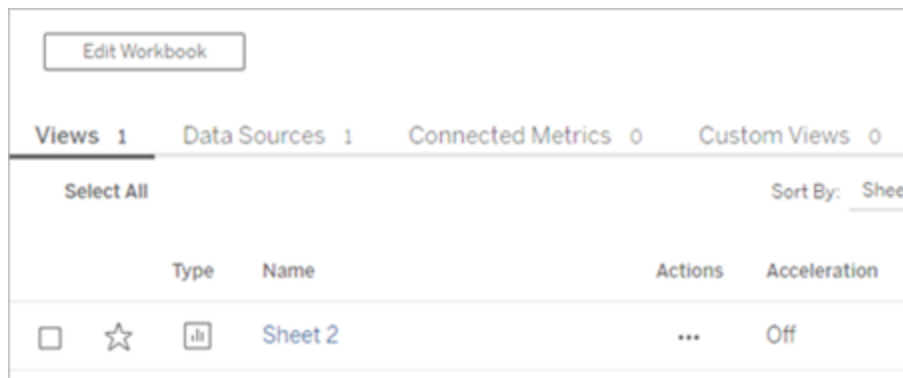 Edit Workbook
Views 1 Data Sources 1 Connected Metrics 0 Custom Views 0
Select All Sort By: Shee
Type Name Actions Acceleration
Sheet 2 ••• Off